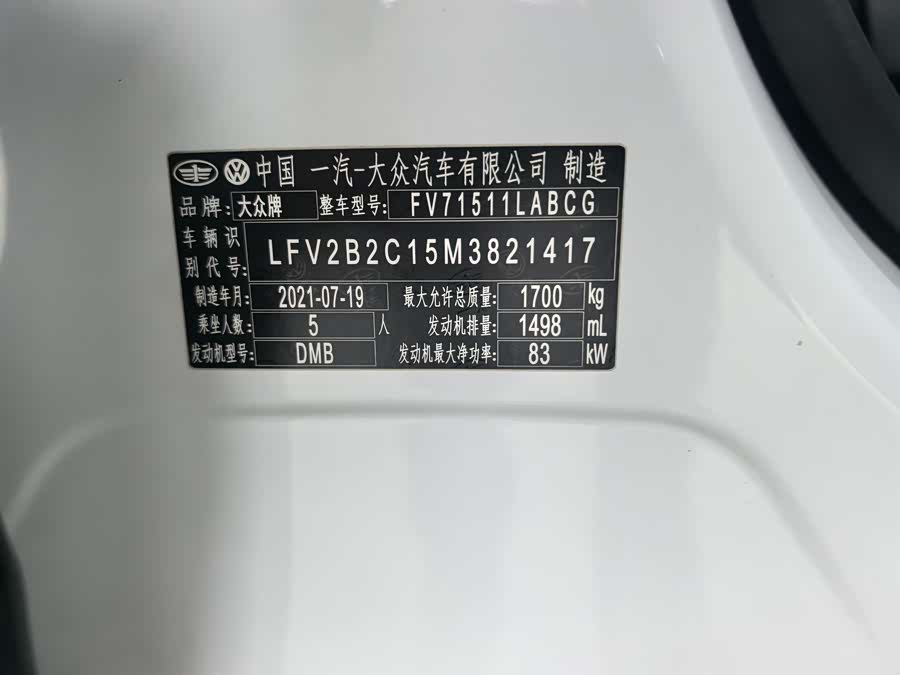 中国 一汽-大众汽车有限公司 制造
品牌: 大众牌 整车型号: FV71511LABCG
车辆识别代号: LFV2B2C15M3821417
制造年月: 2021-07-19 最大允许总质量: 1700 kg
乘坐人数: 5 人 发动机排量: 1498 mL
发动机型号: DMB 发动机最大净功率: 83 kW